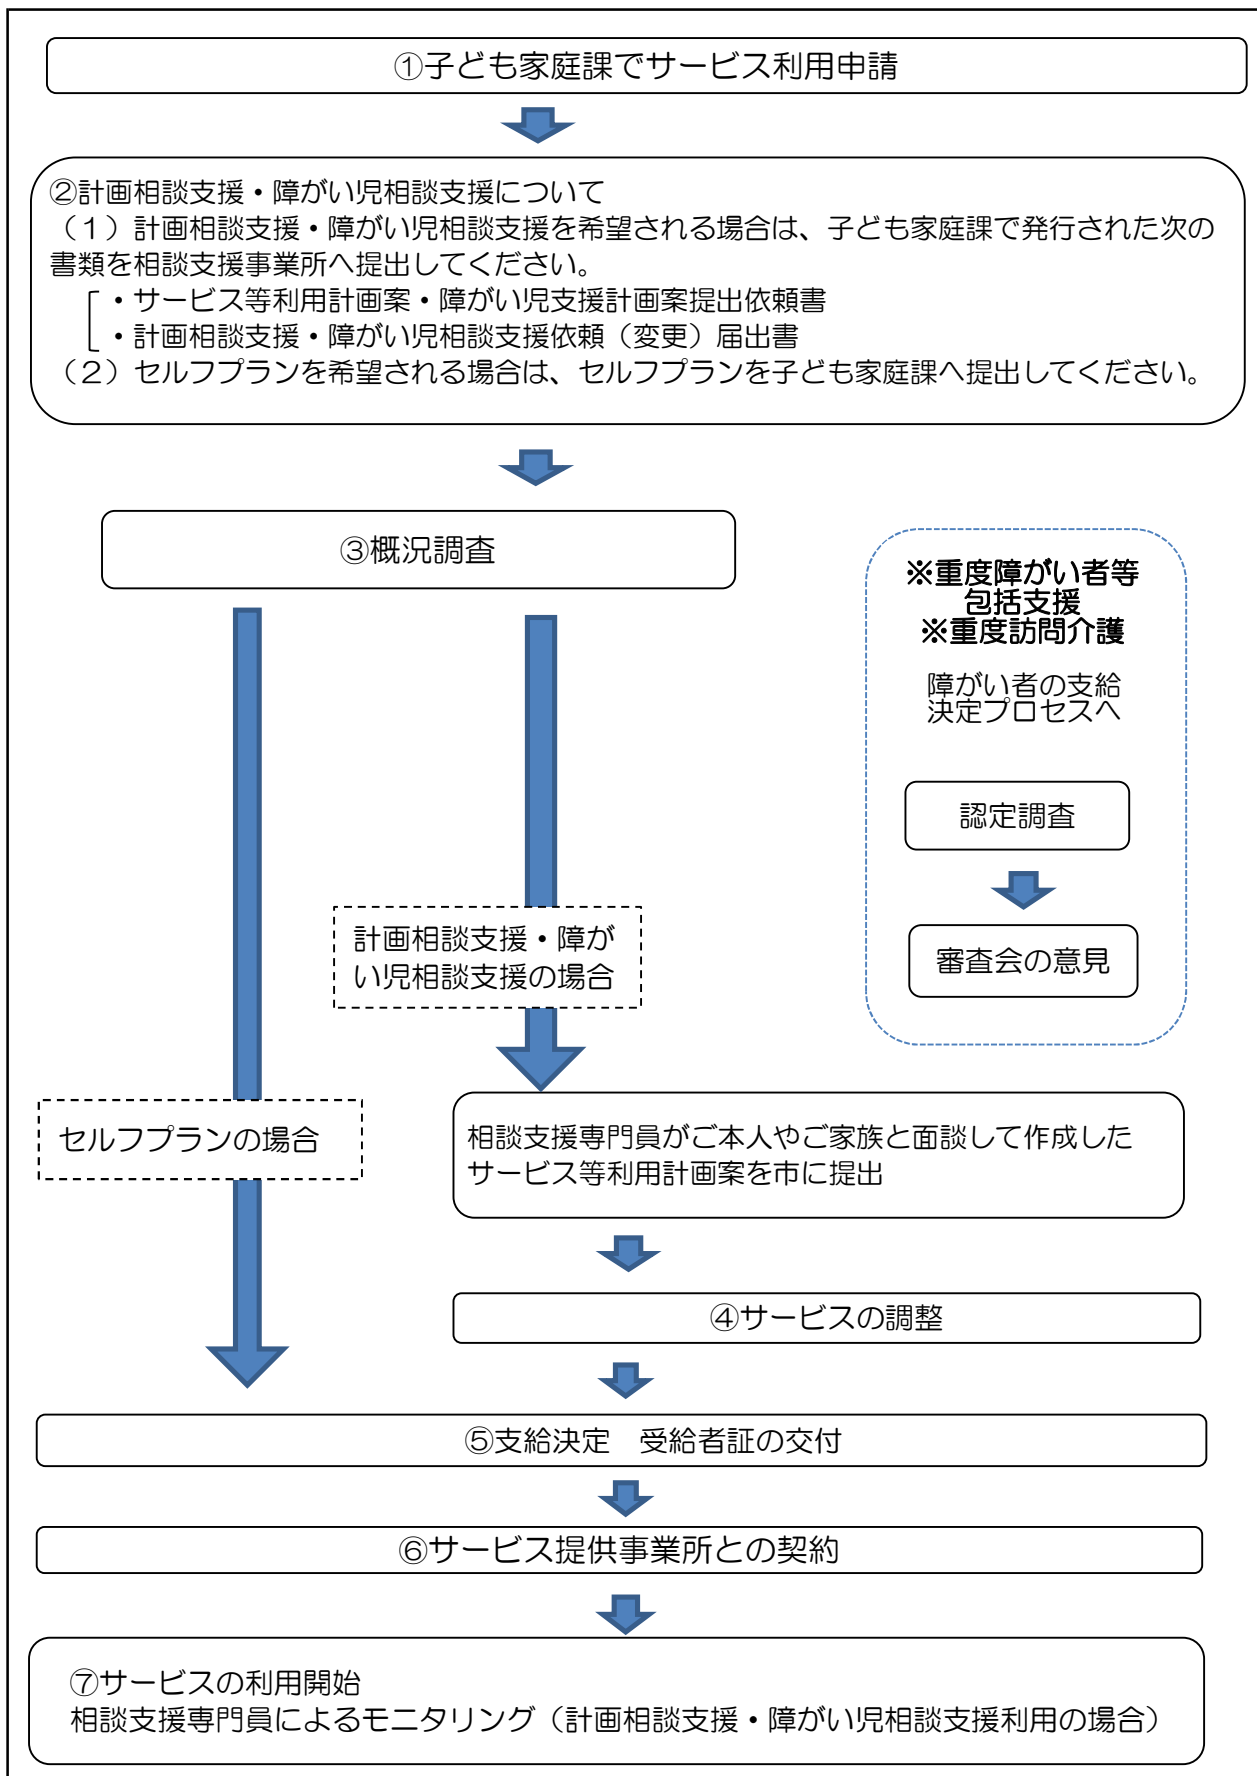 ①子ども家庭課でサービス利用申請
②計画相談支援・障がい児相談支援について
（１）計画相談支援・障がい児相談支援を希望される場合は、子ども家庭課で発行された次の
書類を相談支援事業所へ提出してください。
・サービス等利用計画案・障がい児支援計画案提出依頼書
・計画相談支援・障がい児相談支援依頼（変更）届出書
（２）セルフプランを希望される場合は、セルフプランを子ども家庭課へ提出してください。
③概況調査
※重度障がい者等
包括支援
※重度訪問介護
障がい者の支給
決定プロセスへ
認定調査
審査会の意見
計画相談支援・障が
い児相談支援の場合
セルフプランの場合
相談支援専門員がご本人やご家族と面談して作成した
サービス等利用計画案を市に提出
④サービスの調整
⑤支給決定　受給者証の交付
⑥サービス提供事業所との契約
⑦サービスの利用開始
相談支援専門員によるモニタリング（計画相談支援・障がい児相談支援利用の場合）